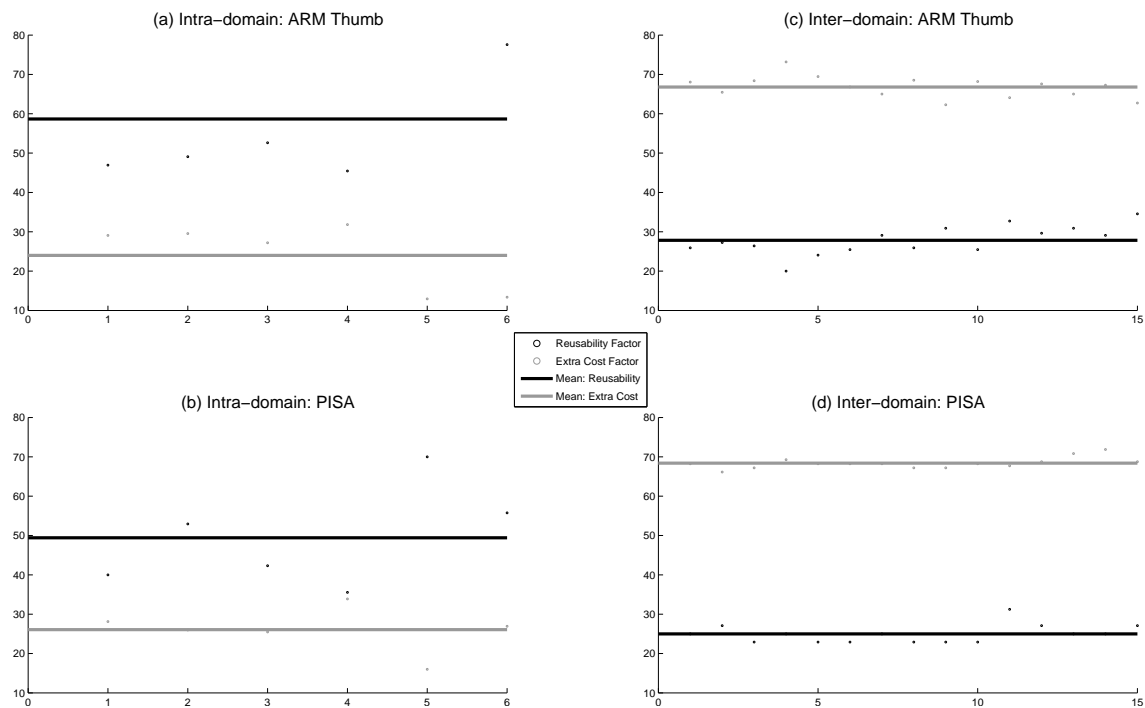 (a) Intra−domain: ARM Thumb
80
70
60
50
40
30
20
10
0 1 2 3 4 5 6
(c) Inter−domain: ARM Thumb
80
70
60
50
40
30
20
10
0 5 10 15
Reusability Factor
Extra Cost Factor
Mean: Reusability
Mean: Extra Cost
(b) Intra−domain: PISA
80
70
60
50
40
30
20
10
0 1 2 3 4 5 6
(d) Inter−domain: PISA
80
70
60
50
40
30
20
10
0 5 10 15